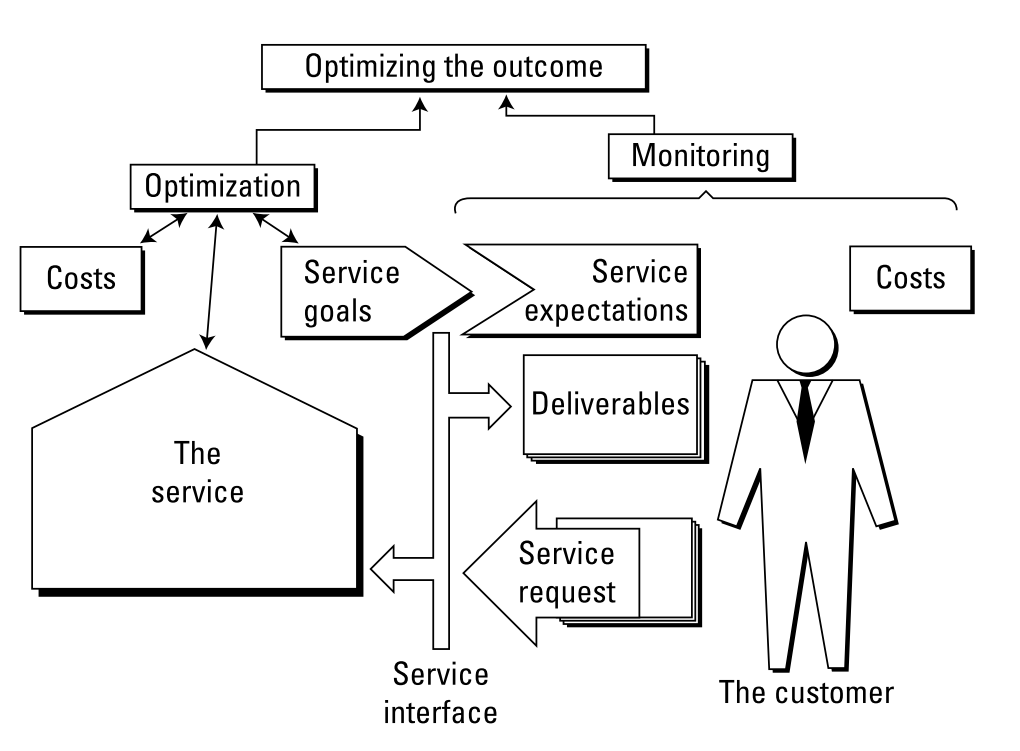 Optimizing the outcome
Monitoring
Optimization
Costs
Service
goals
Service
expectations
Costs
Deliverables
The
service
Service
request
Service
interface
The customer